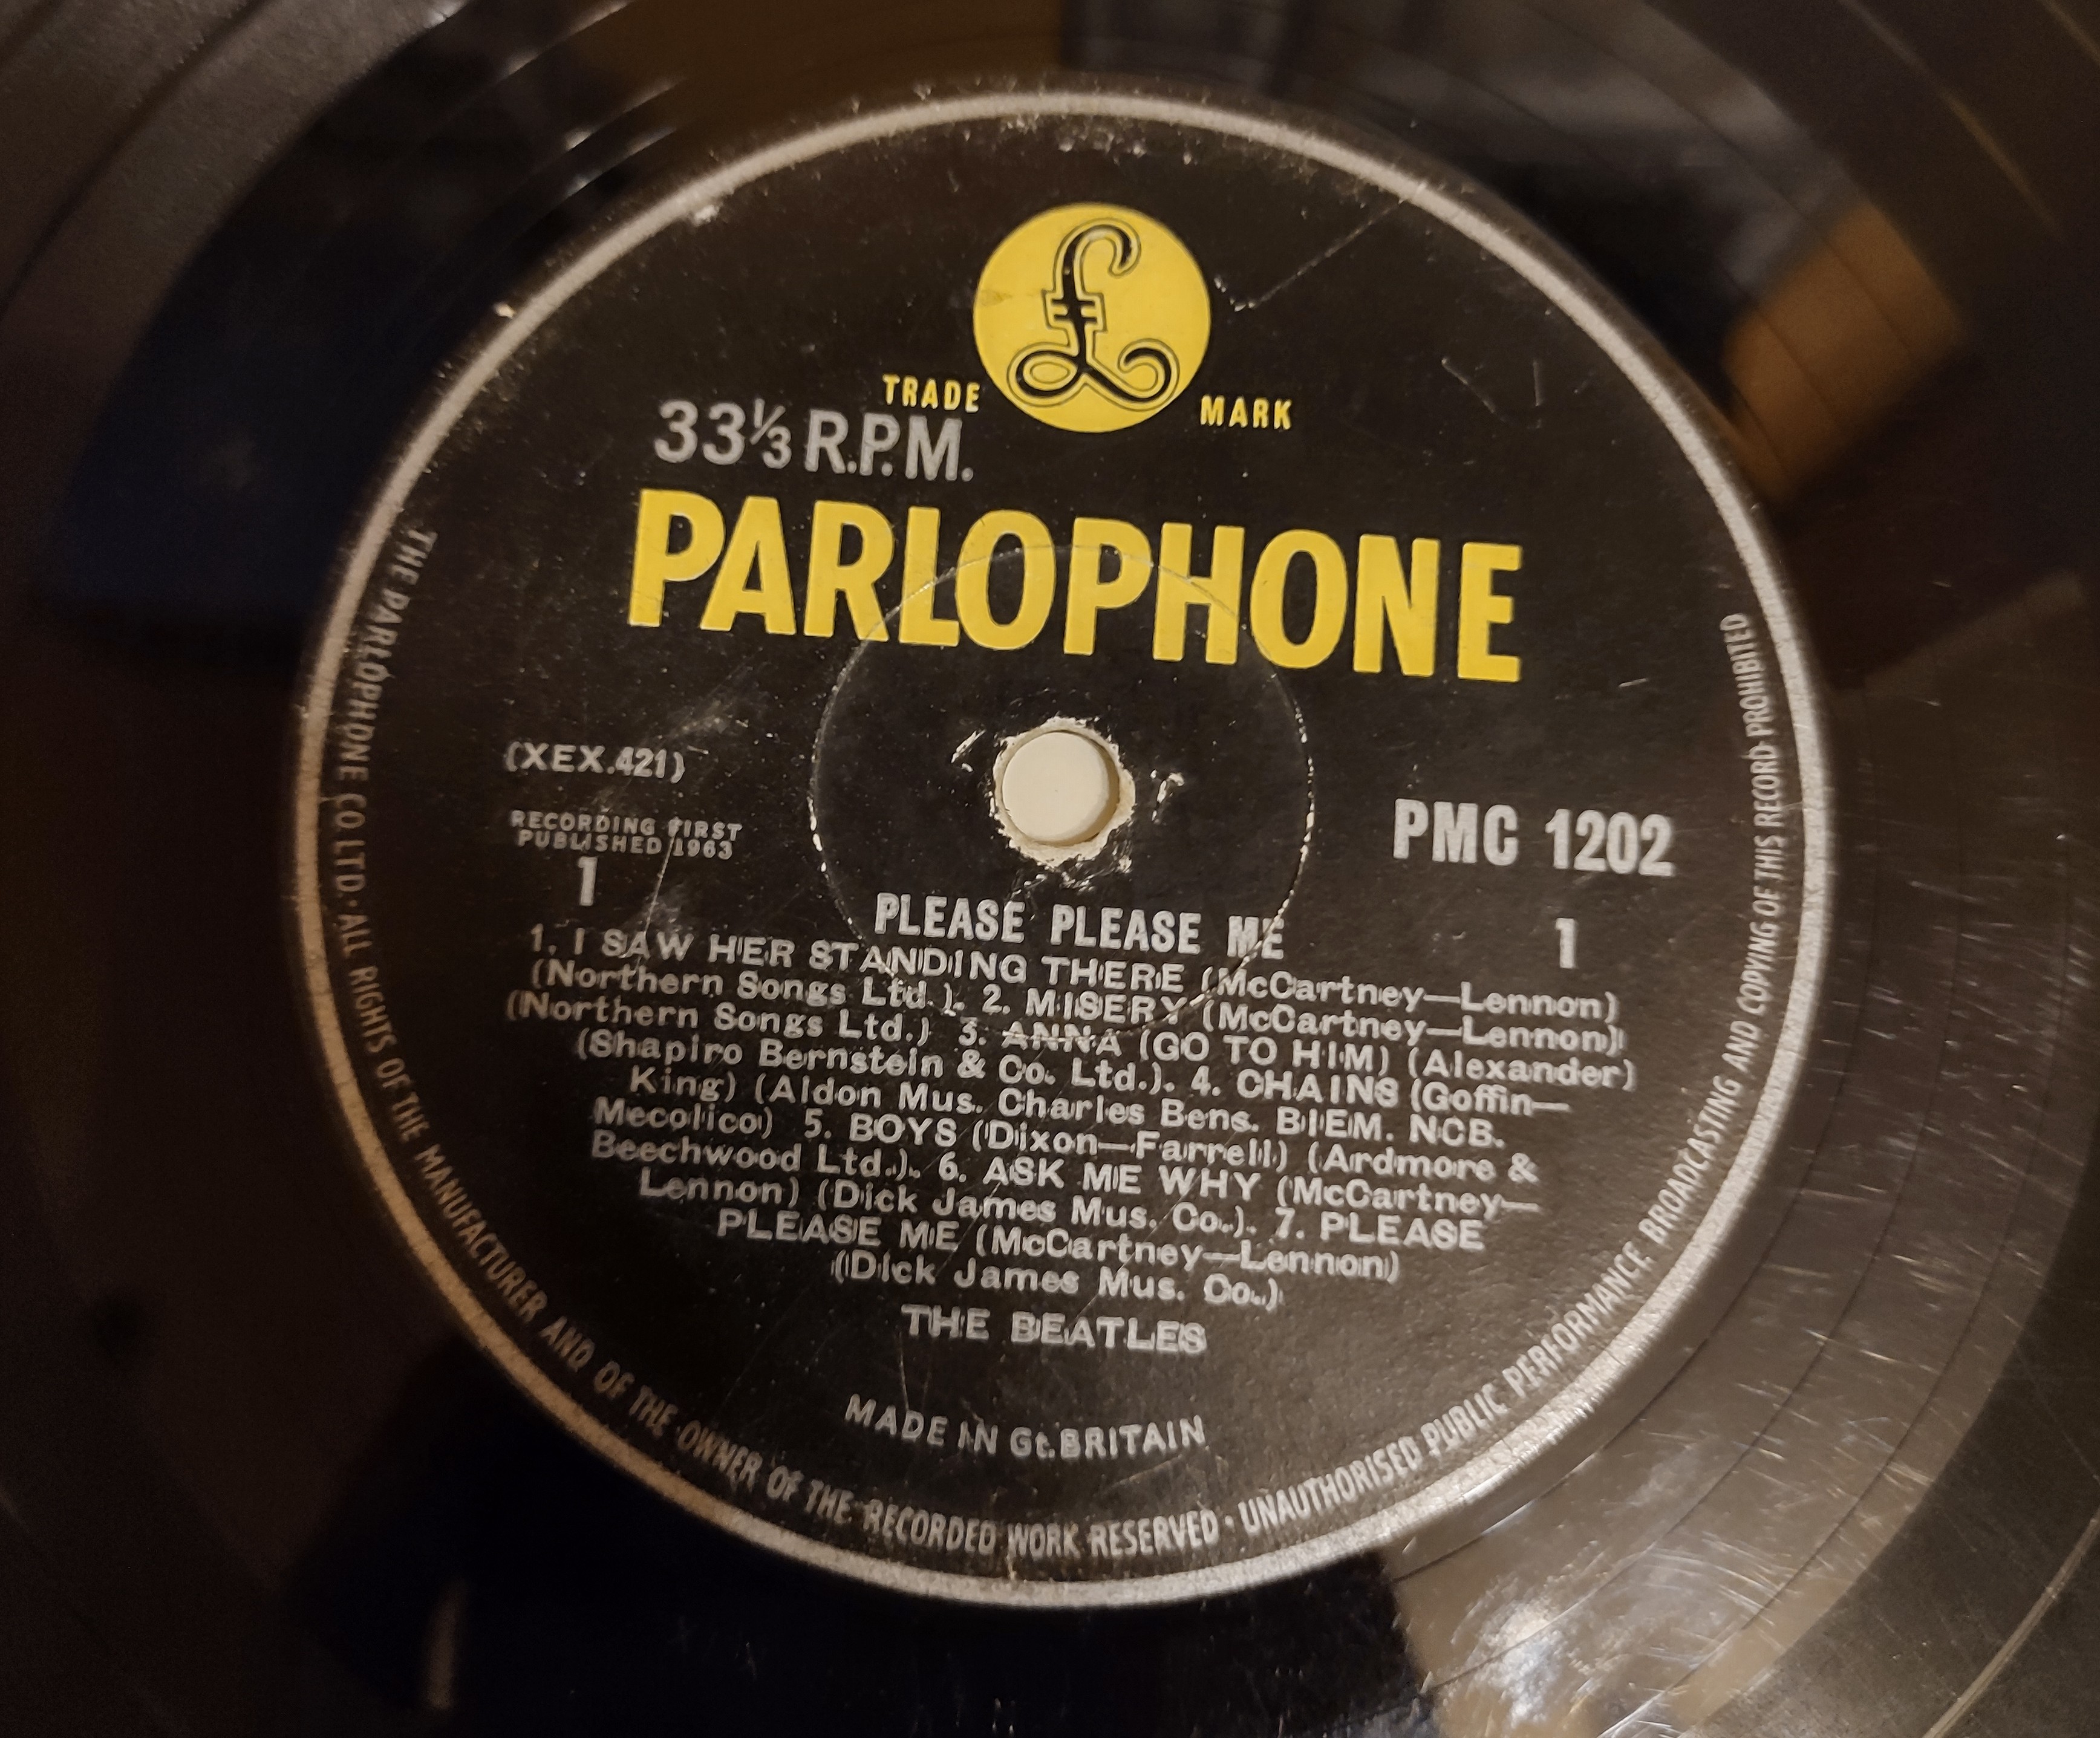 £
TRADE MARK
33⅓ R.P.M.
PARLOPHONE
(XEX.421)
RECORDING FIRST
PUBLISHED 1963
PMC 1202
1
1
PLEASE PLEASE ME
1. I SAW HER STANDING THERE (McCartney—Lennon)
(Northern Songs Ltd.). 2. MISERY (McCartney—Lennon)
(Northern Songs Ltd.) 3. ANNA (GO TO HIM) (Alexander)
(Shapiro Bernstein & Co. Ltd.). 4. CHAINS (Goffin—
King) (Aldon Mus. Charles Bens. BIEM. NCB.
Mecolico) 5. BOYS (Dixon—Farrell) (Ardmore &
Beechwood Ltd.). 6. ASK ME WHY (McCartney—
Lennon) (Dick James Mus. Co.). 7. PLEASE
PLEASE ME (McCartney—Lennon)
(Dick James Mus. Co.)
THE BEATLES
MADE IN Gt. BRITAIN
THE PARLOPHONE CO. LTD. · ALL RIGHTS OF THE MANUFACTURER AND OF THE OWNER OF THE RECORDED WORK RESERVED · UNAUTHORISED PUBLIC PERFORMANCE BROADCASTING AND COPYING OF THIS RECORD PROHIBITED